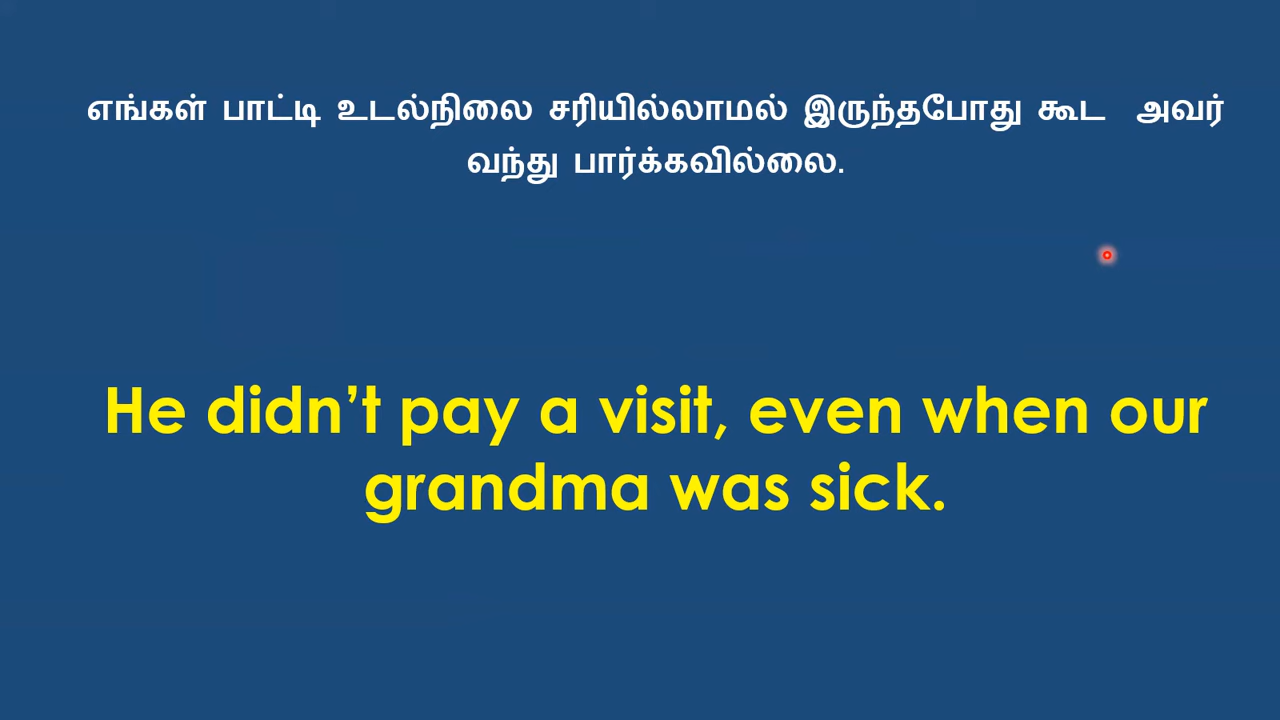 எங்கள் பாட்டி உடல்நிலை சரியில்லாமல் இருந்தபோது கூட அவர்
வந்து பார்க்கவில்லை.
He didn’t pay a visit, even when our
grandma was sick.